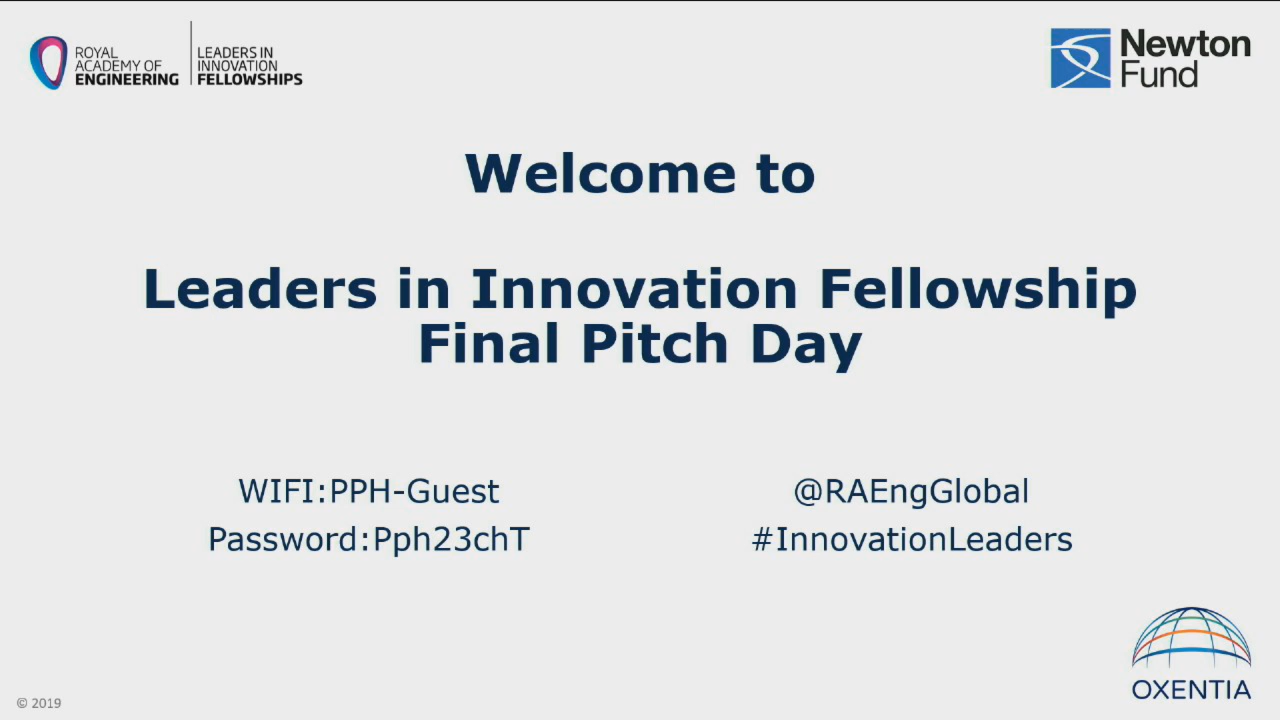 ROYAL
ACADEMY OF
ENGINEERING
LEADERS IN
INNOVATION
FELLOWSHIPS
Newton
Fund
Welcome to
Leaders in Innovation Fellowship
Final Pitch Day
WIFI:PPH-Guest
Password:Pph23chT
@RAEngGlobal
#InnovationLeaders
OXENTIA
© 2019